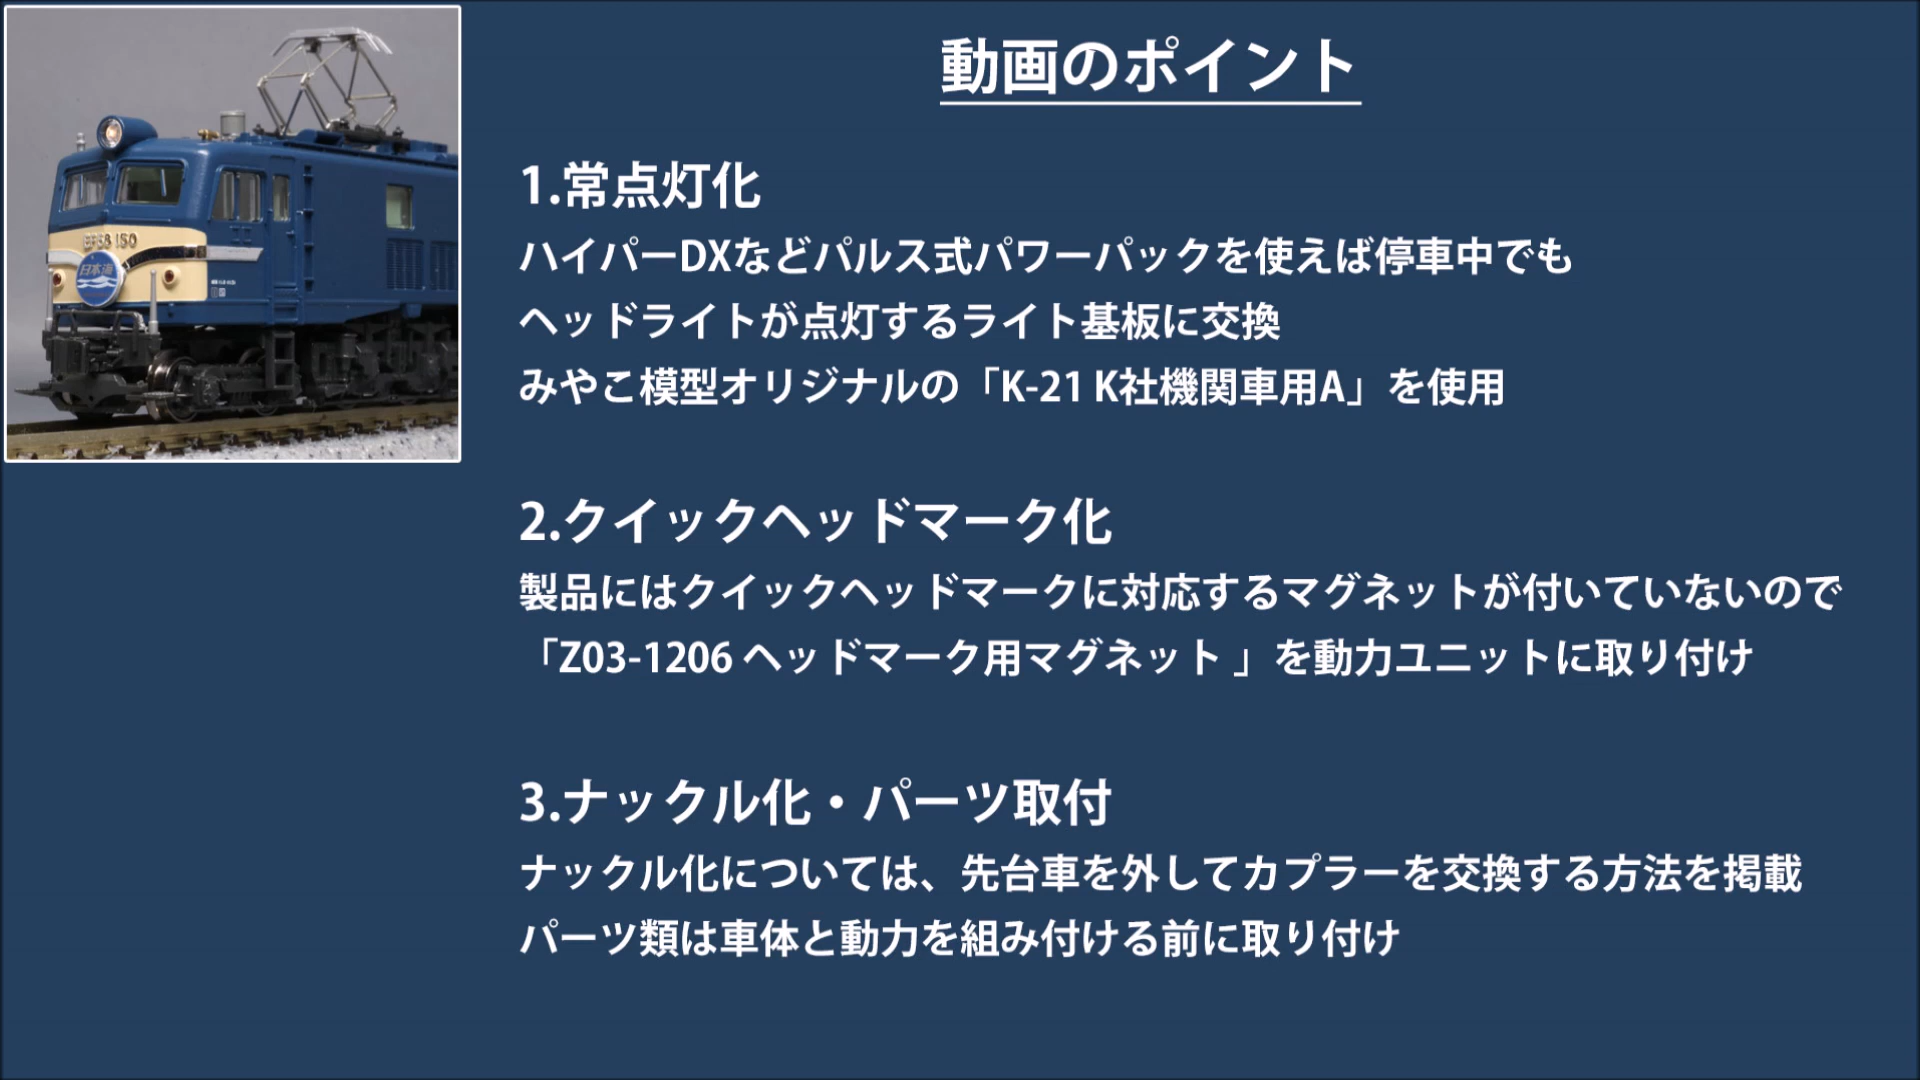 動画のポイント
1.常点灯化
ハイパーDXなどパルス式パワーパックを使えば停車中でも
ヘッドライトが点灯するライト基板に交換
みやこ模型オリジナルの「K-21 K社機関車用A」を使用
2.クイックヘッドマーク化
製品にはクイックヘッドマークに対応するマグネットが付いていないので
「Z03-1206 ヘッドマーク用マグネット 」を動力ユニットに取り付け
3.ナックル化・パーツ取付
ナックル化については、先台車を外してカプラーを交換する方法を掲載
パーツ類は車体と動力を組み付ける前に取り付け
EF58 150
日本海